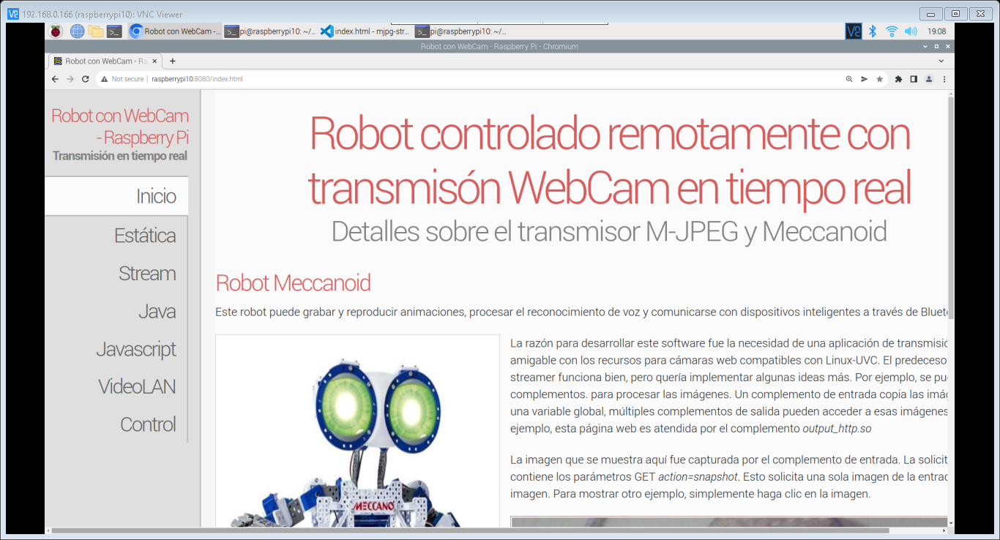 192.168.0.166 (raspberrypi10): VNC Viewer
Robot con WebCam -...
pi@raspberrypi10: ~/...
index.html - mjpg-str...
pi@raspberrypi10: ~/...
19:08
Robot con WebCam - Raspberry Pi - Chromium
Robot con WebCam - Ra
Not secure | raspberrypi10:8080/index.html
Robot con WebCam
- Raspberry Pi
Transmisión en tiempo real
Inicio
Estática
Stream
Java
Javascript
VideoLAN
Control
Robot controlado remotamente con
transmisón WebCam en tiempo real
Detalles sobre el transmisor M-JPEG y Meccanoid
Robot Meccanoid
Este robot puede grabar y reproducir animaciones, procesar el reconocimiento de voz y comunicarse con dispositivos inteligentes a través de Bluet
MECCANO
La razón para desarrollar este software fue la necesidad de una aplicación de transmisió
amigable con los recursos para cámaras web compatibles con Linux-UVC. El predeceso
streamer funciona bien, pero quería implementar algunas ideas más. Por ejemplo, se pu
complementos. para procesar las imágenes. Un complemento de entrada copia las imág
una variable global, múltiples complementos de salida pueden acceder a esas imágenes
ejemplo, esta página web es atendida por el complemento output_http.so
La imagen que se muestra aquí fue capturada por el complemento de entrada. La solicit
contiene los parámetros GET action=snapshot. Esto solicita una sola imagen de la entrad
imagen. Para mostrar otro ejemplo, simplemente haga clic en la imagen.